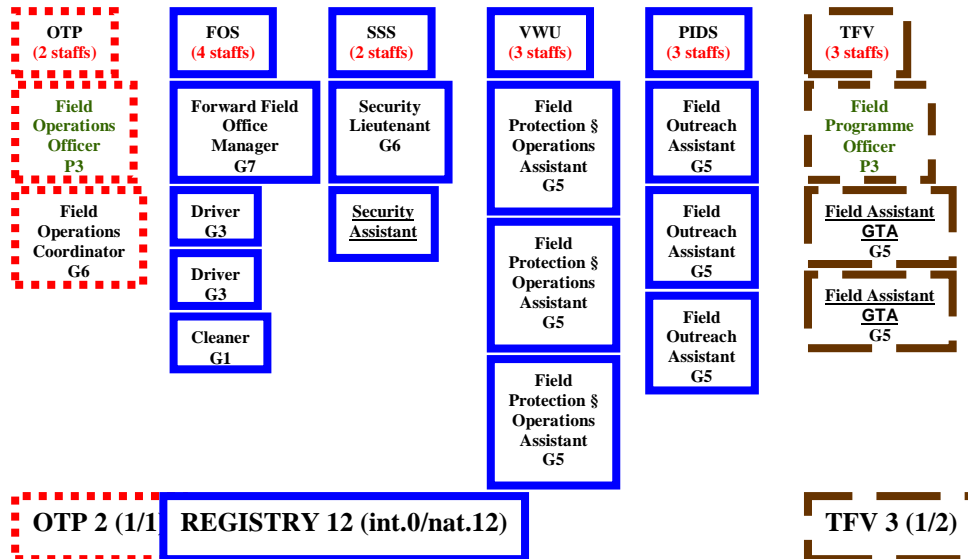 OTP
(2 staffs)
Field
Operations
Officer
P3
Field
Operations
Coordinator
G6
FOS
(4 staffs)
Forward Field
Office
Manager
G7
Driver
G3
Driver
G3
Cleaner
G1
SSS
(2 staffs)
Security
Lieutenant
G6
Security
Assistant
VWU
(3 staffs)
Field
Protection §
Operations
Assistant
G5
Field
Protection §
Operations
Assistant
G5
Field
Protection §
Operations
Assistant
G5
PIDS
(3 staffs)
Field
Outreach
Assistant
G5
Field
Outreach
Assistant
G5
Field
Outreach
Assistant
G5
TFV
(3 staffs)
Field
Programme
Officer
P3
Field Assistant
GTA
G5
Field Assistant
GTA
G5
OTP 2 (1/1)
REGISTRY 12 (int.0/nat.12)
TFV 3 (1/2)